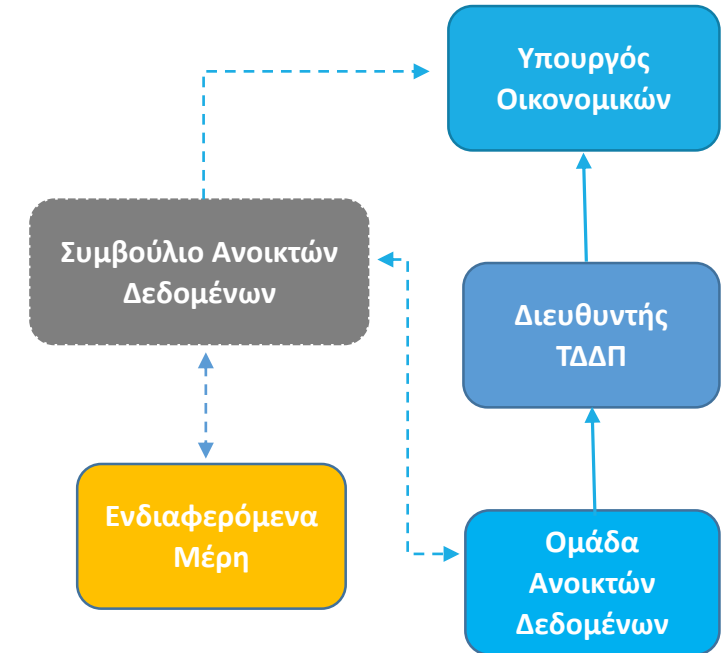 Υπουργός
Οικονομικών
Συμβούλιο Ανοικτών
Δεδομένων
Διευθυντής
ΤΔΔΠ
Ενδιαφερόμενα
Μέρη
Ομάδα
Ανοικτών
Δεδομένων